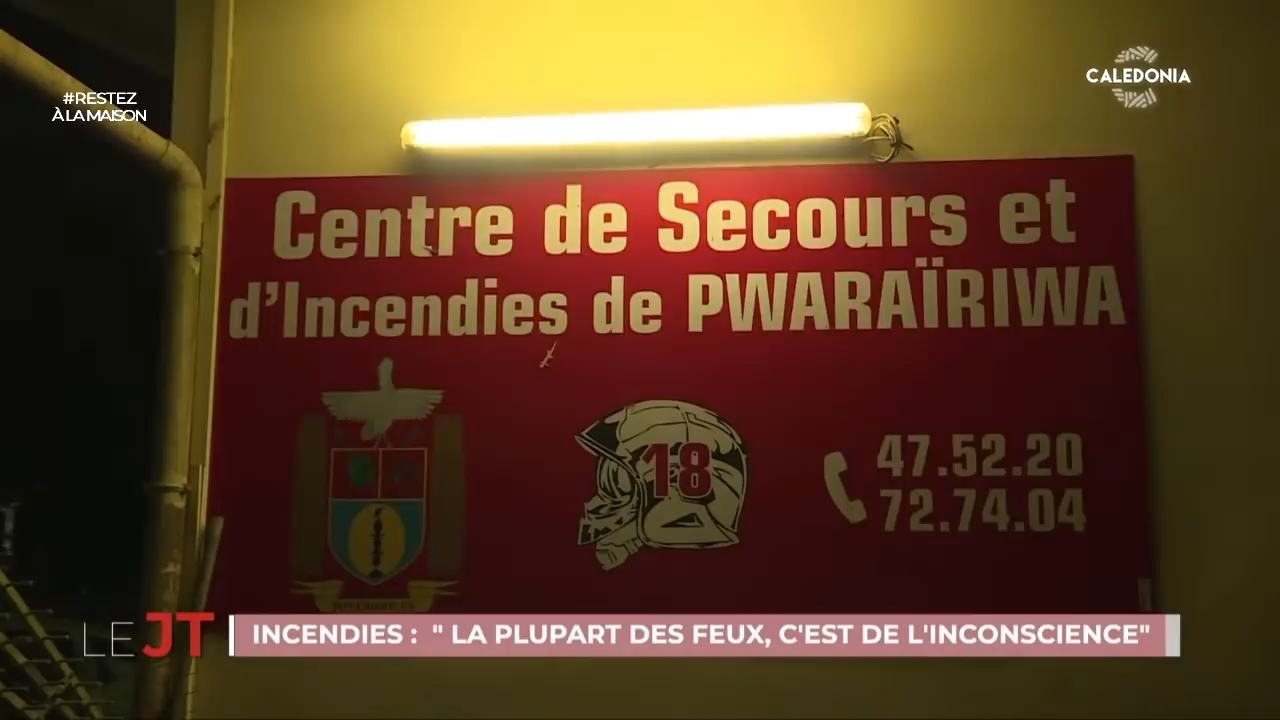 #RESTEZ
À LA MAISON
CALEDONIA
Centre de Secours et
d'Incendies de PWARAÏRIWA
18
47.52.20
72.74.04
LE JT
INCENDIES : " LA PLUPART DES FEUX, C'EST DE L'INCONSCIENCE"